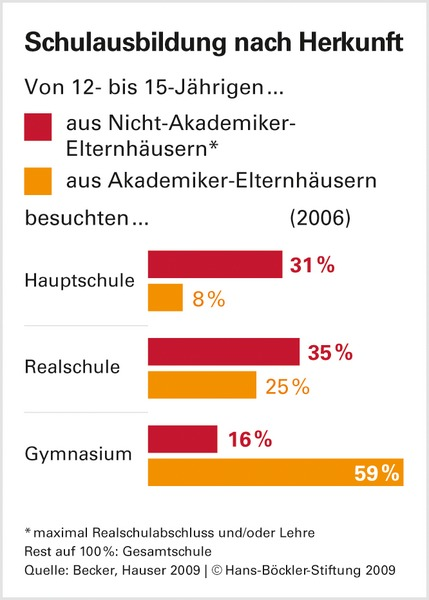 Schulausbildung nach Herkunft
Von 12- bis 15-Jährigen...
aus Nicht-Akademiker-
Elternhäusern*
aus Akademiker-Elternhäusern
besuchten... (2006)
Hauptschule 31 %
8 %
Realschule 35 %
25 %
Gymnasium 16 %
59 %
* maximal Realschulabschluss und/oder Lehre
Rest auf 100 %: Gesamtschule
Quelle: Becker, Hauser 2009 | © Hans-Böckler-Stiftung 2009